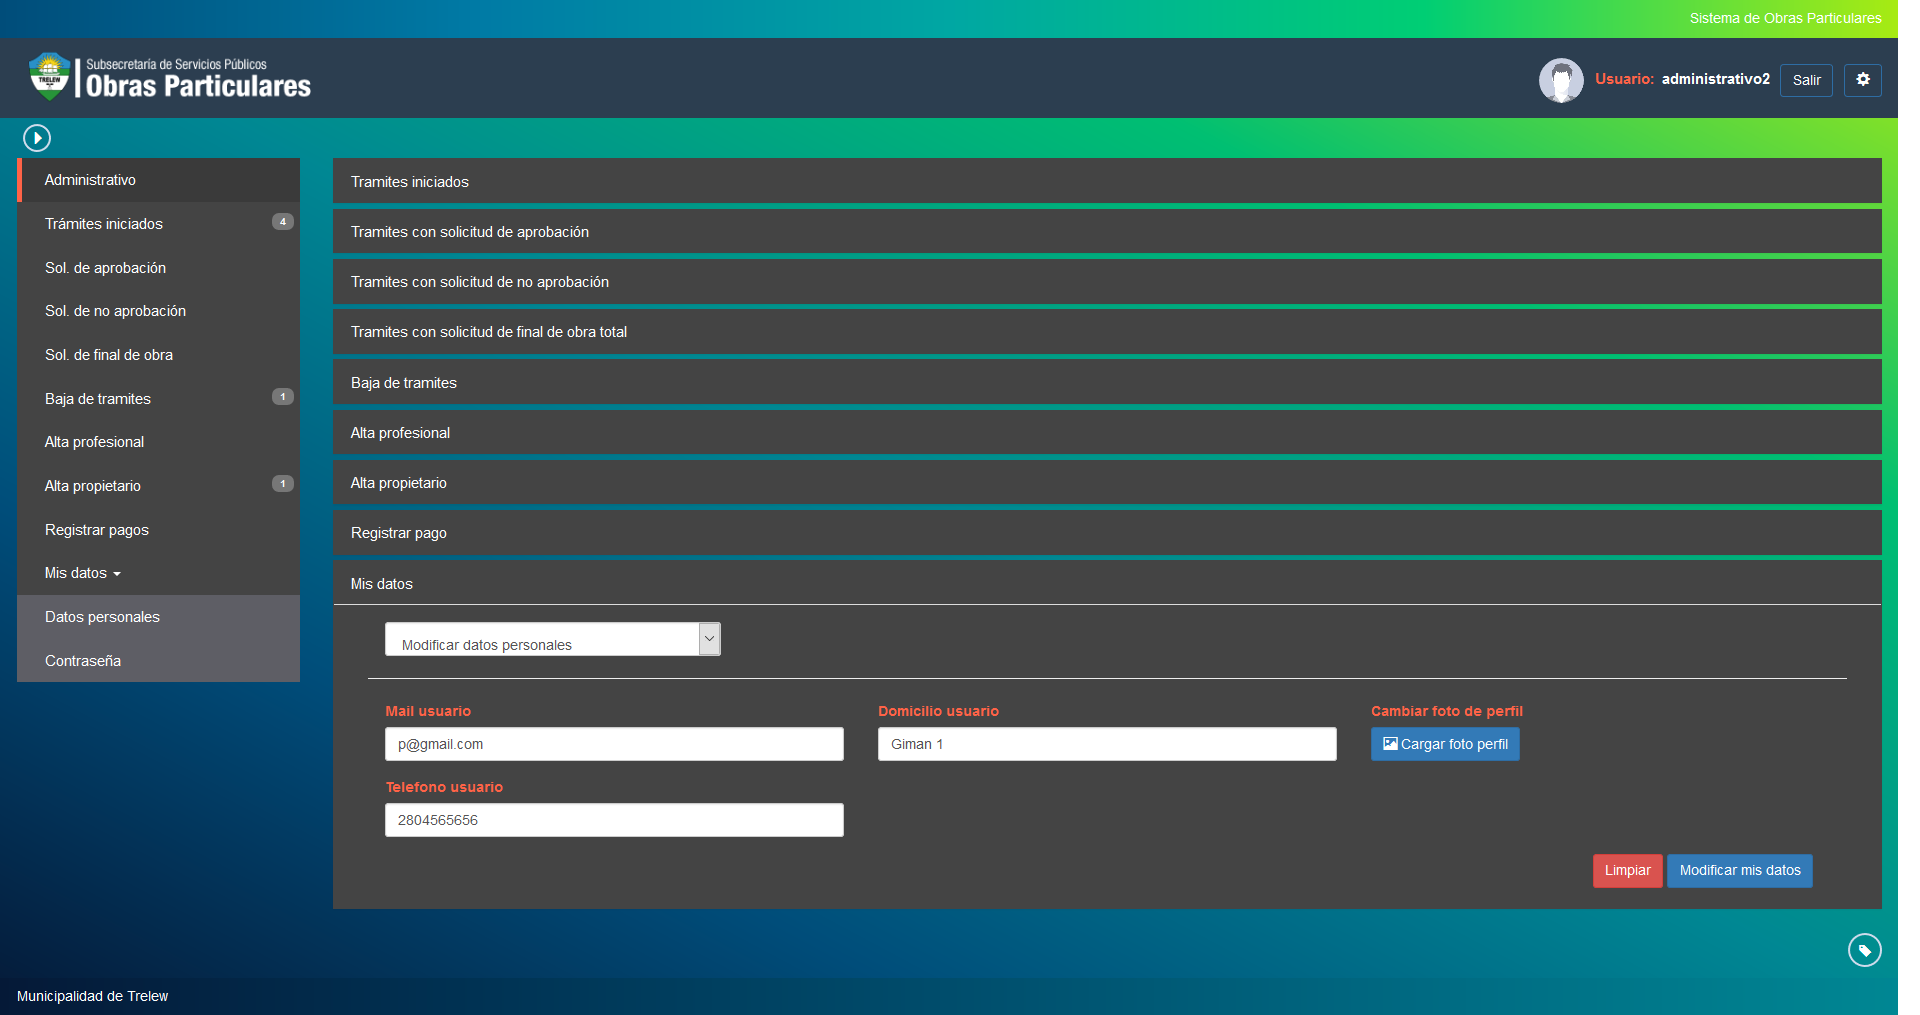 Sistema de Obras Particulares
TRELEW
Subsecretaría de Servicios Públicos
Obras Particulares
Usuario: administrativo2
Salir
Administrativo
Trámites iniciados 4
Sol. de aprobación
Sol. de no aprobación
Sol. de final de obra
Baja de tramites 1
Alta profesional
Alta propietario 1
Registrar pagos
Mis datos
Datos personales
Contraseña
Tramites iniciados
Tramites con solicitud de aprobación
Tramites con solicitud de no aprobación
Tramites con solicitud de final de obra total
Baja de tramites
Alta profesional
Alta propietario
Registrar pago
Mis datos
Modificar datos personales
Mail usuario
p@gmail.com
Domicilio usuario
Giman 1
Cambiar foto de perfil
Cargar foto perfil
Telefono usuario
2804565656
Limpiar
Modificar mis datos
Municipalidad de Trelew